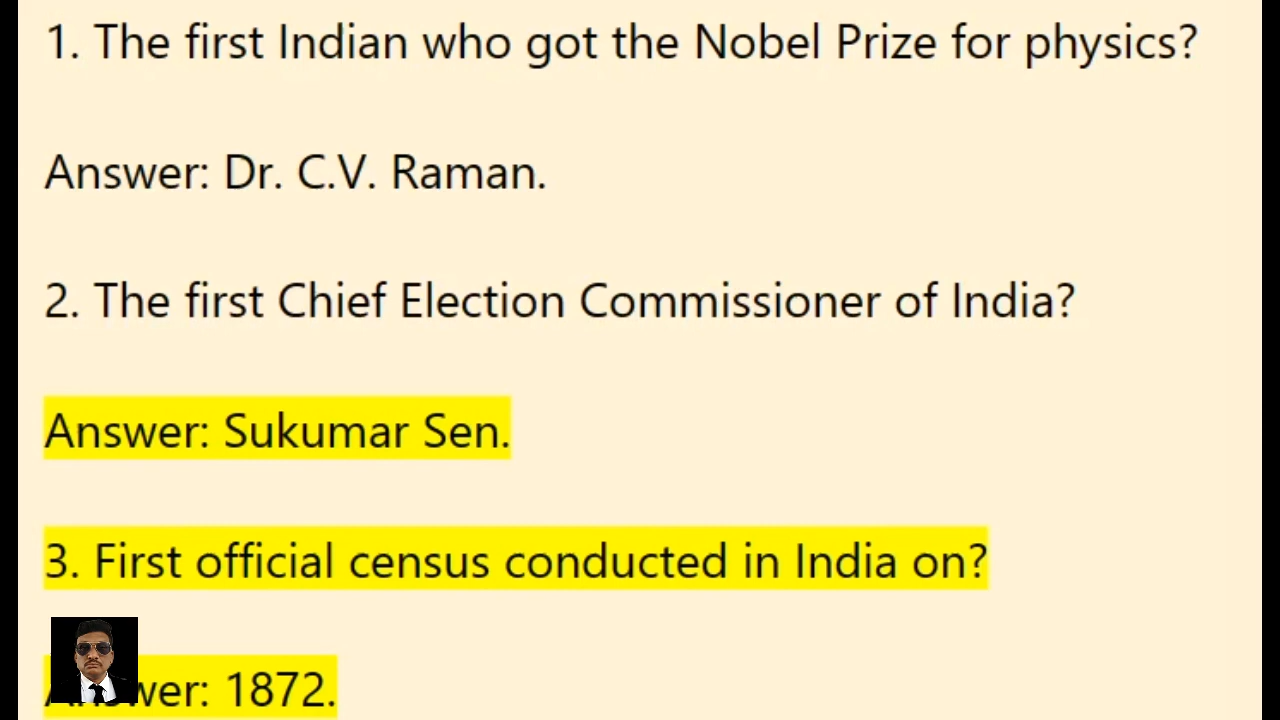 1. The first Indian who got the Nobel Prize for physics?
Answer: Dr. C.V. Raman.
2. The first Chief Election Commissioner of India?
Answer: Sukumar Sen.
3. First official census conducted in India on?
Answer: 1872.